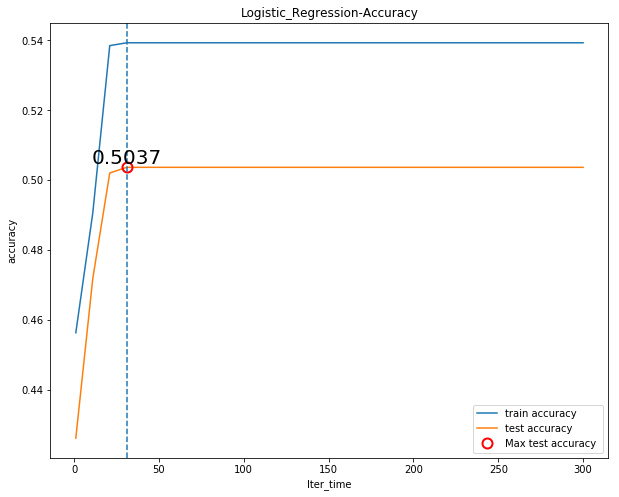 Logistic_Regression-Accuracy
0.54
0.52
0.50
0.48
0.46
0.44
accuracy
0.5037
train accuracy
test accuracy
Max test accuracy
0 50 100 150 200 250 300
Iter_time